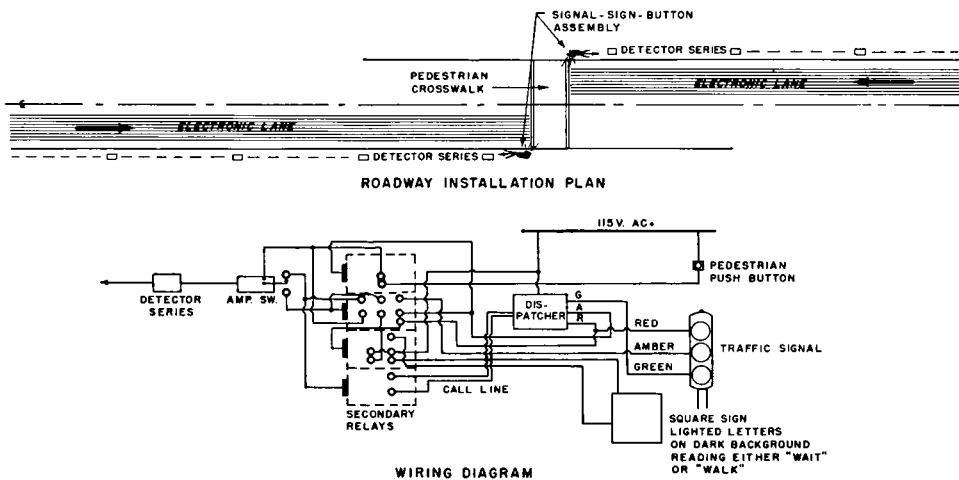 SIGNAL-SIGN-BUTTON
ASSEMBLY
DETECTOR SERIES
PEDESTRIAN
CROSSWALK
ELECTRONIC LANE
ELECTRONIC LANE
DETECTOR SERIES
ROADWAY INSTALLATION PLAN
115V. AC+
PEDESTRIAN
PUSH BUTTON
DETECTOR
SERIES
AMP. SW.
DIS-
PATCHER
G
A
R
RED
AMBER
GREEN
TRAFFIC SIGNAL
CALL LINE
SECONDARY
RELAYS
SQUARE SIGN
LIGHTED LETTERS
ON DARK BACKGROUND
READING EITHER "WAIT"
OR "WALK"
WIRING DIAGRAM